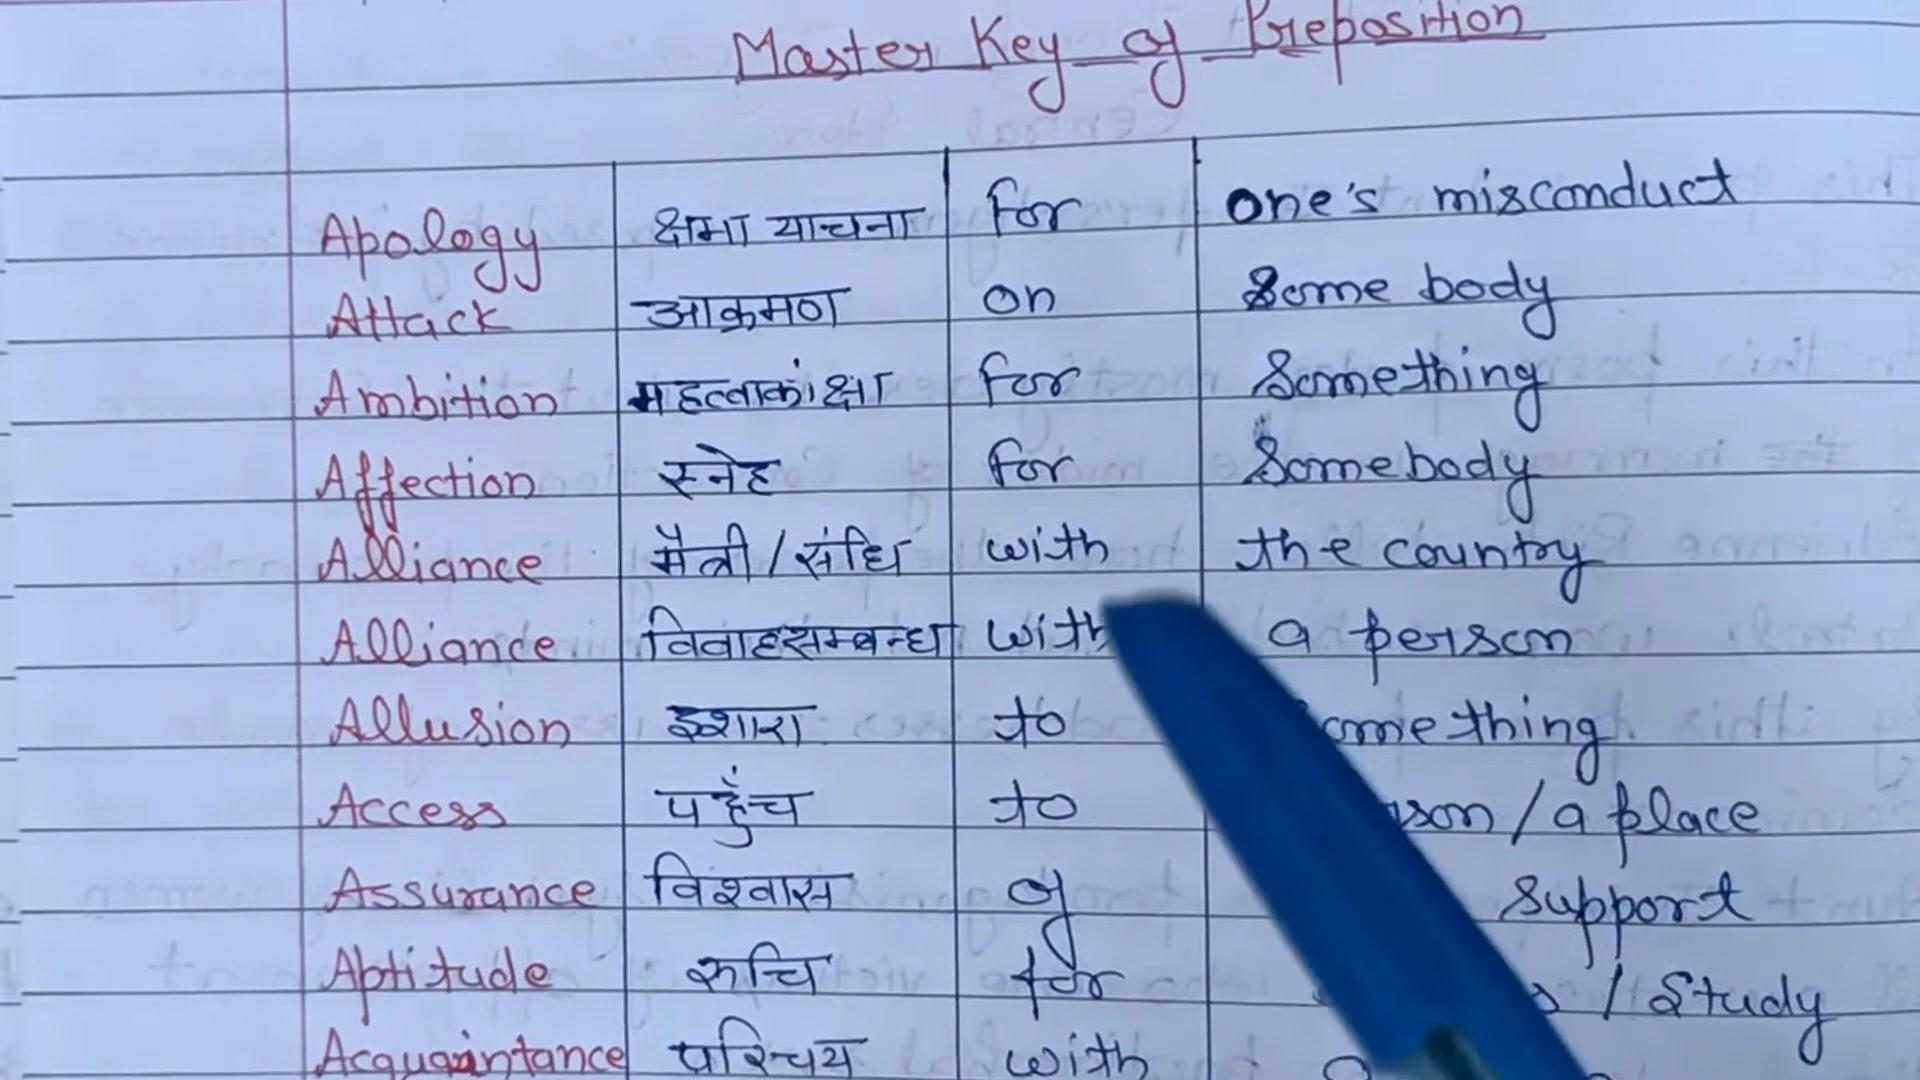 Master Key of Preposition
Apology क्षमा याचना for one's misconduct
Attack आक्रमण on Some body
Ambition महत्वाकांक्षा for Something
Affection स्नेह for Somebody
Alliance मैत्री/संधि with the country
Alliance विवाहसम्बन्ध with a person
Allusion इशारा to something
Access पहुँच to /a place
Assurance विश्वास of Support
Aptitude रुचि for / Study
Acquaintance परिचय with